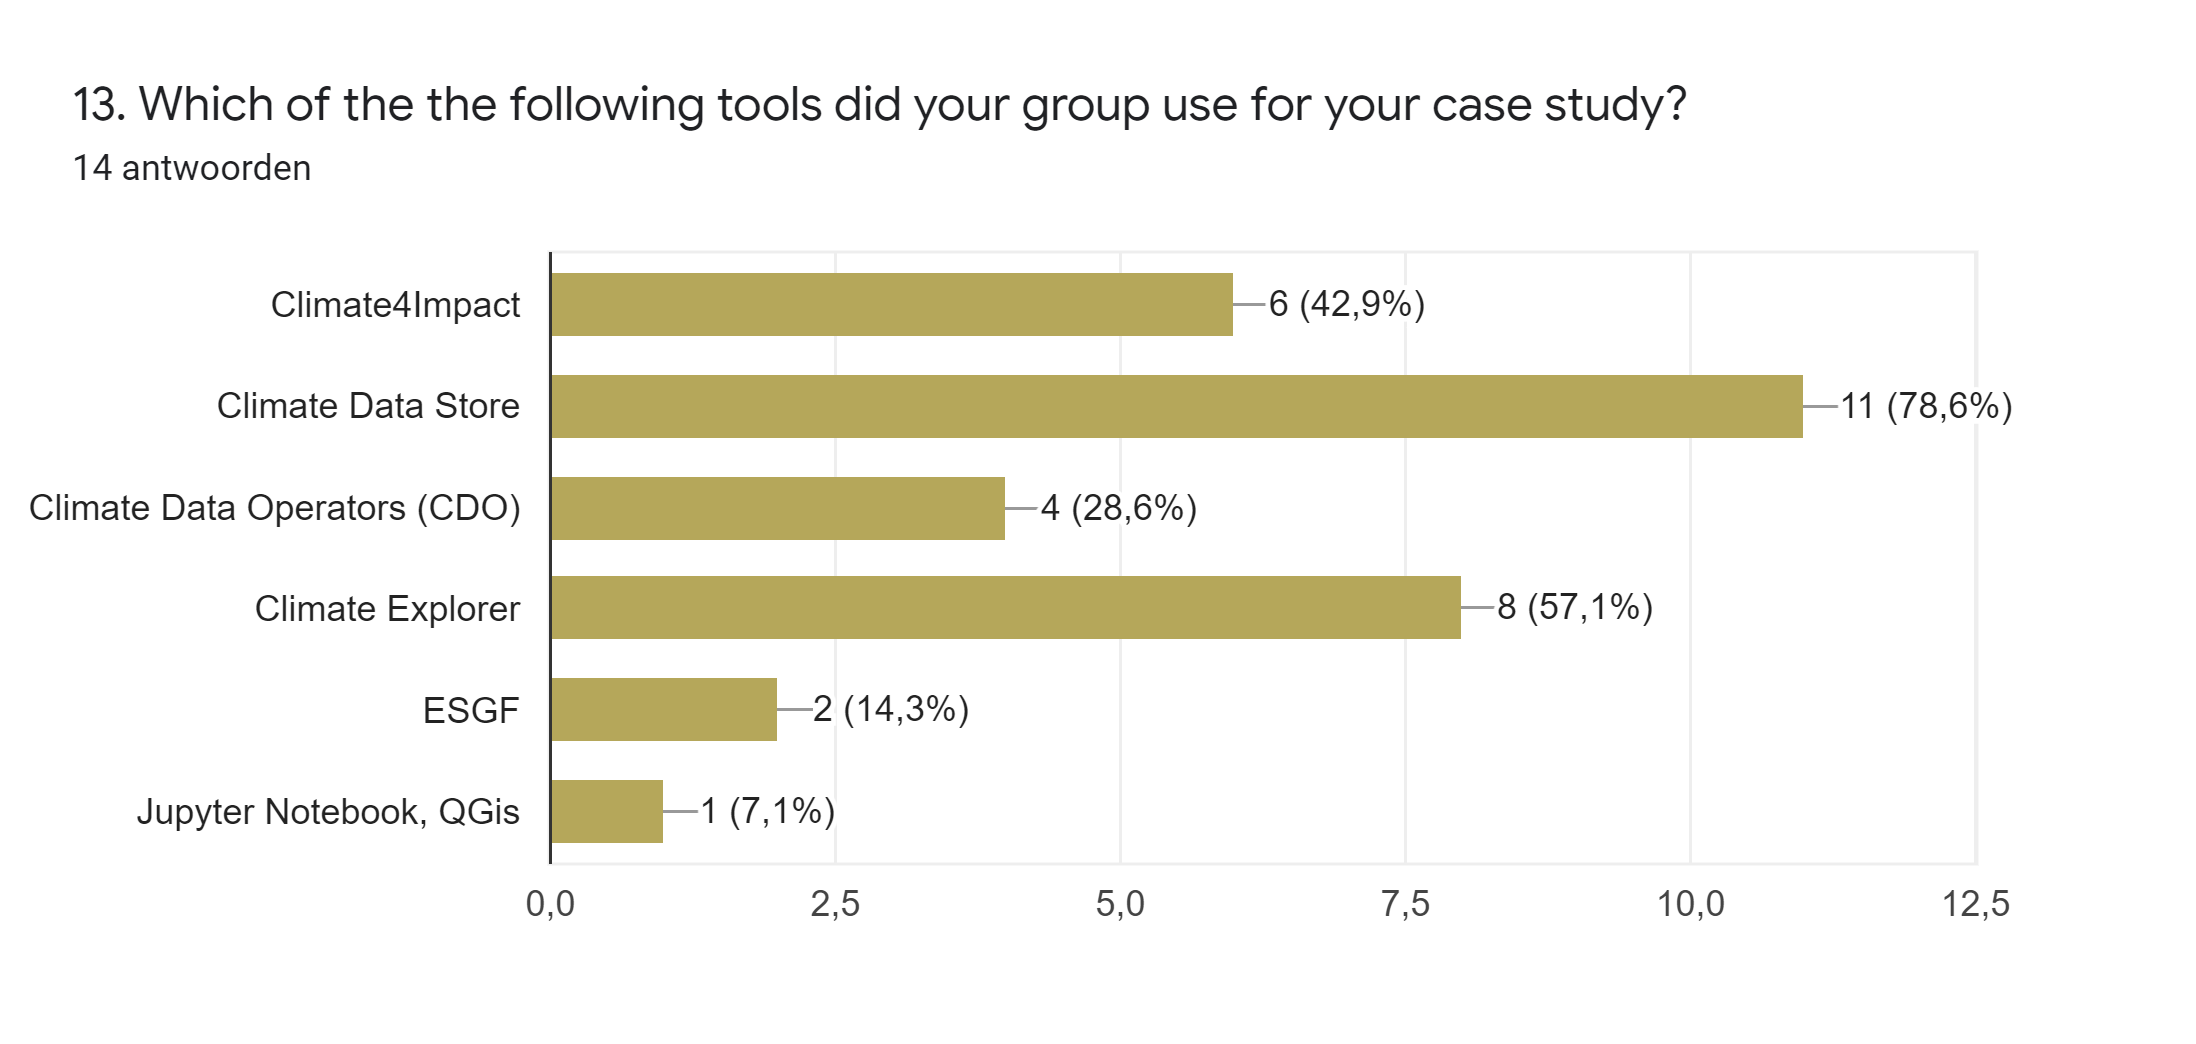 13. Which of the the following tools did your group use for your case study?
14 antwoorden
Climate4Impact 6 (42,9%)
Climate Data Store 11 (78,6%)
Climate Data Operators (CDO) 4 (28,6%)
Climate Explorer 8 (57,1%)
ESGF 2 (14,3%)
Jupyter Notebook, QGis 1 (7,1%)
0,0 2,5 5,0 7,5 10,0 12,5